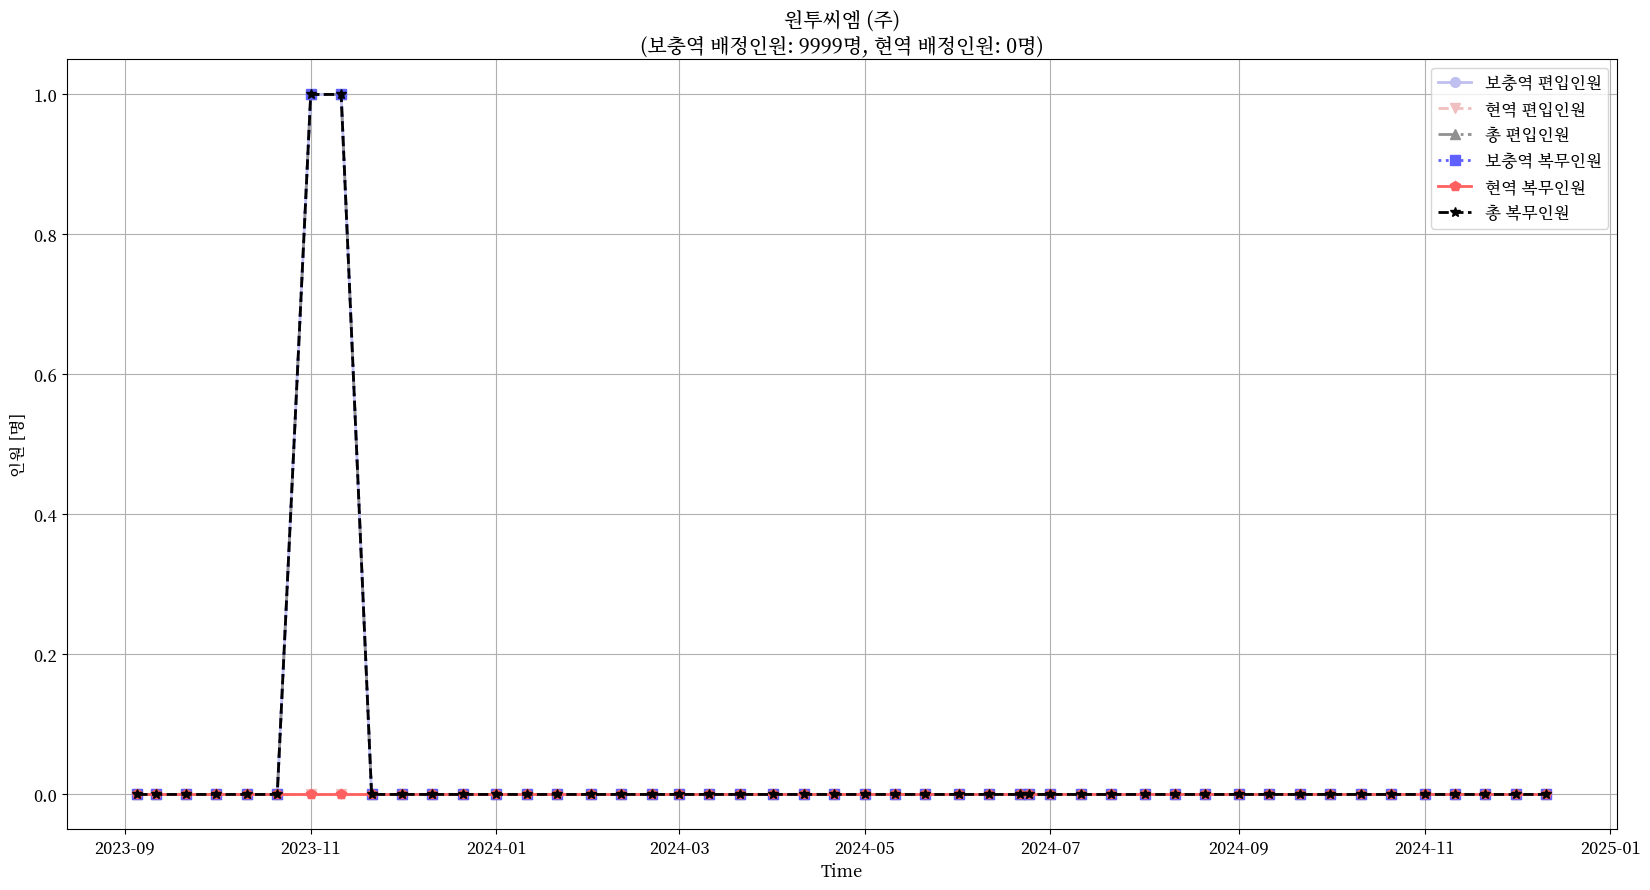 원투씨엠 (주)
(보충역 배정인원: 9999명, 현역 배정인원: 0명)
보충역 편입인원
현역 편입인원
총 편입인원
보충역 복무인원
현역 복무인원
총 복무인원
인원 [명]
1.0
0.8
0.6
0.4
0.2
0.0
2023-09 2023-11 2024-01 2024-03 2024-05 2024-07 2024-09 2024-11 2025-01
Time